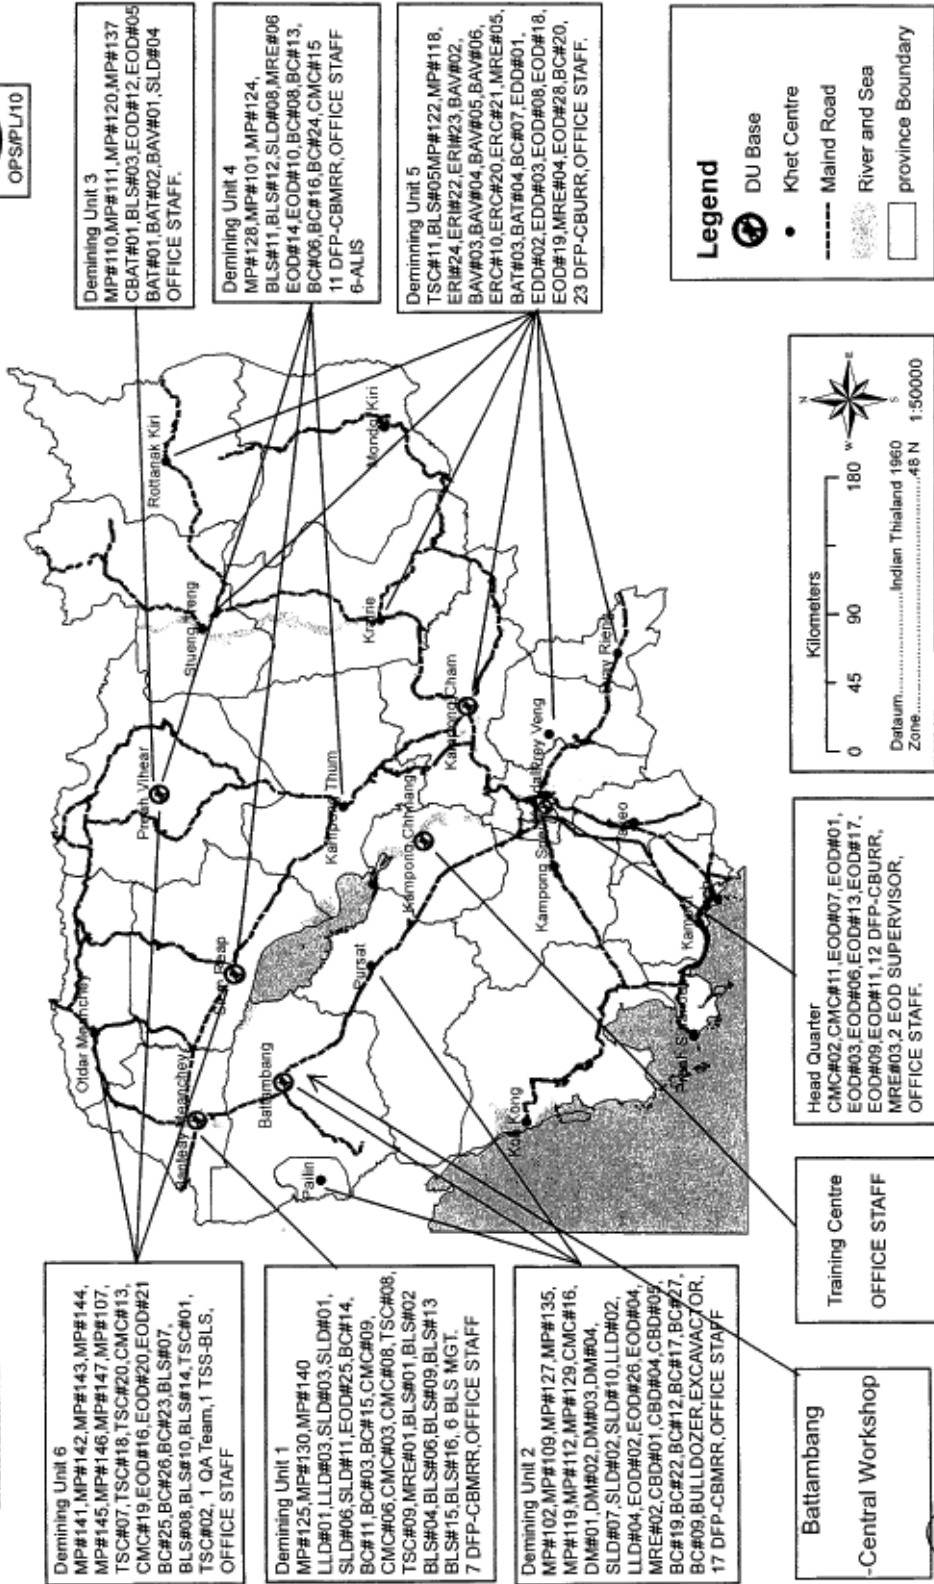 OPS/PL/10
Demining Unit 3
MP#110,MP#111,MP#120,MP#137
CBAT#01,BLS#03,EOD#12,EOD#05
BAT#01,BAT#02,BAV#01,SLD#04
OFFICE STAFF.
Demining Unit 4
MP#128,MP#101,MP#124,
BLS#11,BLS#12,SLD#08,MRE#06
EOD#14,EOD#10,BC#08,BC#13,
BC#06,BC#16,BC#24,CMC#15
11 DFP-CBMRR,OFFICE STAFF
6-ALIS
Deminning Unit 5
TSC#11,BLS#05MP#122,MP#118,
ERI#24,ERI#22,ERI#23,BAV#02,
BAV#03,BAV#04,BAV#05,BAV#06,
ERC#10,ERC#20,ERC#21,MRE#05,
BAT#03,BAT#04,BC#07,EDD#01,
EDD#02,EDD#03,EOD#08,EOD#18,
EOD#19,MRE#04,EOD#28,BC#20,
23 DFP-CBURR,OFFICE STAFF.
Legend
DU Base
Khet Centre
Maind Road
River and Sea
province Boundary
Rottanak Kiri
Mondol Kiri
Stueng Treng
Kratie
Preah Vihear
Kampong Thum
Kampong Cham
Kampong Chhnang
Prey Veng
Svay Rieng
Otdar Meanchey
Siem Reap
Banteay Meanchey
Battambang
Pursat
Pailin
Kampong Speu
Takeo
Kampot
Koh Kong
Kilometers
0 45 90 180
N
W E
S
Dataum..............Indian Thialand 1960
Zone..............................48 N 1:50000
Demining Unit 6
MP#141,MP#142,MP#143,MP#144,
MP#145,MP#146,MP#147,MP#107,
TSC#07,TSC#18,TSC#20,CMC#13,
CMC#19,EOD#16,EOD#20,EOD#21
BC#25,BC#26,BC#23,BLS#07,
BLS#08,BLS#10,BLS#14,TSC#01,
TSC#02, 1 QA Team,1 TSS-BLS,
OFFICE STAFF
Demining Unit 1
MP#125,MP#130,MP#140
LLD#01,LLD#03,SLD#03,SLD#01,
SLD#06,SLD#11,EOD#25,BC#14,
BC#11,BC#03,BC#15,CMC#09,
CMC#06,CMC#03,CMC#08,TSC#08,
TSC#09,MRE#01,BLS#01,BLS#02
BLS#04,BLS#06,BLS#09,BLS#13
BLS#15,BLS#16, 6 BLS MGT.
7 DFP-CBMRR,OFFICE STAFF
Demining Unit 2
MP#102,MP#109,MP#127,MP#135,
MP#119,MP#112,MP#129,CMC#16,
DM#01,DM#02,DM#03,DM#04,
SLD#07,SLD#02,SLD#10,LLD#02,
LLD#04,EOD#02,EOD#26,EOD#04,
MRE#02,CBD#01,CBD#04,CBD#05,
BC#19,BC#22,BC#12,BC#17,BC#27,
BC#09,BULLDOZER,EXCAVACTOR,
17 DFP-CBMRR,OFFICE STAFF
Battambang
-Central Workshop
Training Centre
OFFICE STAFF
Head Quarter
CMC#02,CMC#11,EOD#07,EOD#01,
EOD#03,EOD#06,EOD#13,EOD#17,
EOD#09,EOD#11,12 DFP-CBURR,
MRE#03,2 EOD SUPERVISOR,
OFFICE STAFF.